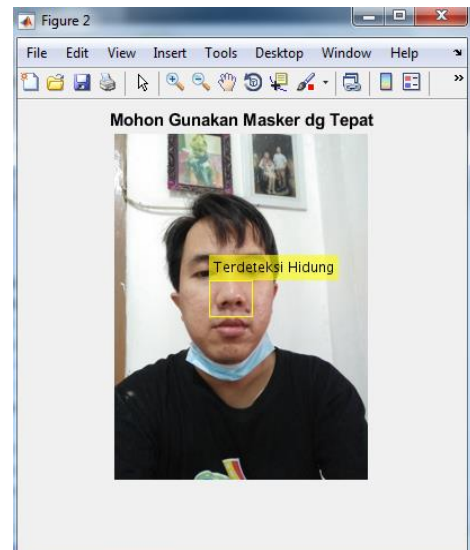 Figure 2
File Edit View Insert Tools Desktop Window Help
Mohon Gunakan Masker dg Tepat
Terdeteksi Hidung